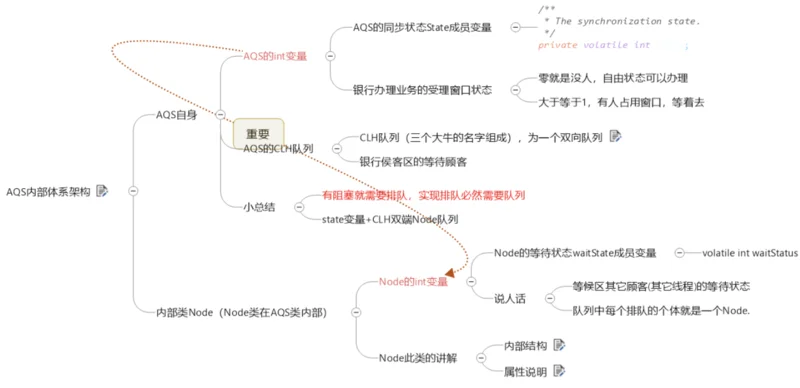 AQS内部体系架构
AQS自身
AQS的int变量
AQS的同步状态State成员变量
/**
 * The synchronization state.
 */
private volatile int
银行办理业务的受理窗口状态
零就是没人，自由状态可以办理
大于等于1，有人占用窗口，等着去
重要
AQS的CLH队列
CLH队列（三个大牛的名字组成），为一个双向队列
银行侯客区的等待顾客
小总结
有阻塞就需要排队，实现排队必然需要队列
state变量+CLH双端Node队列
内部类Node（Node类在AQS类内部）
Node的int变量
Node的等待状态waitState成员变量
volatile int waitStatus
说人话
等候区其它顾客(其它线程)的等待状态
队列中每个排队的个体就是一个Node.
Node此类的讲解
内部结构
属性说明